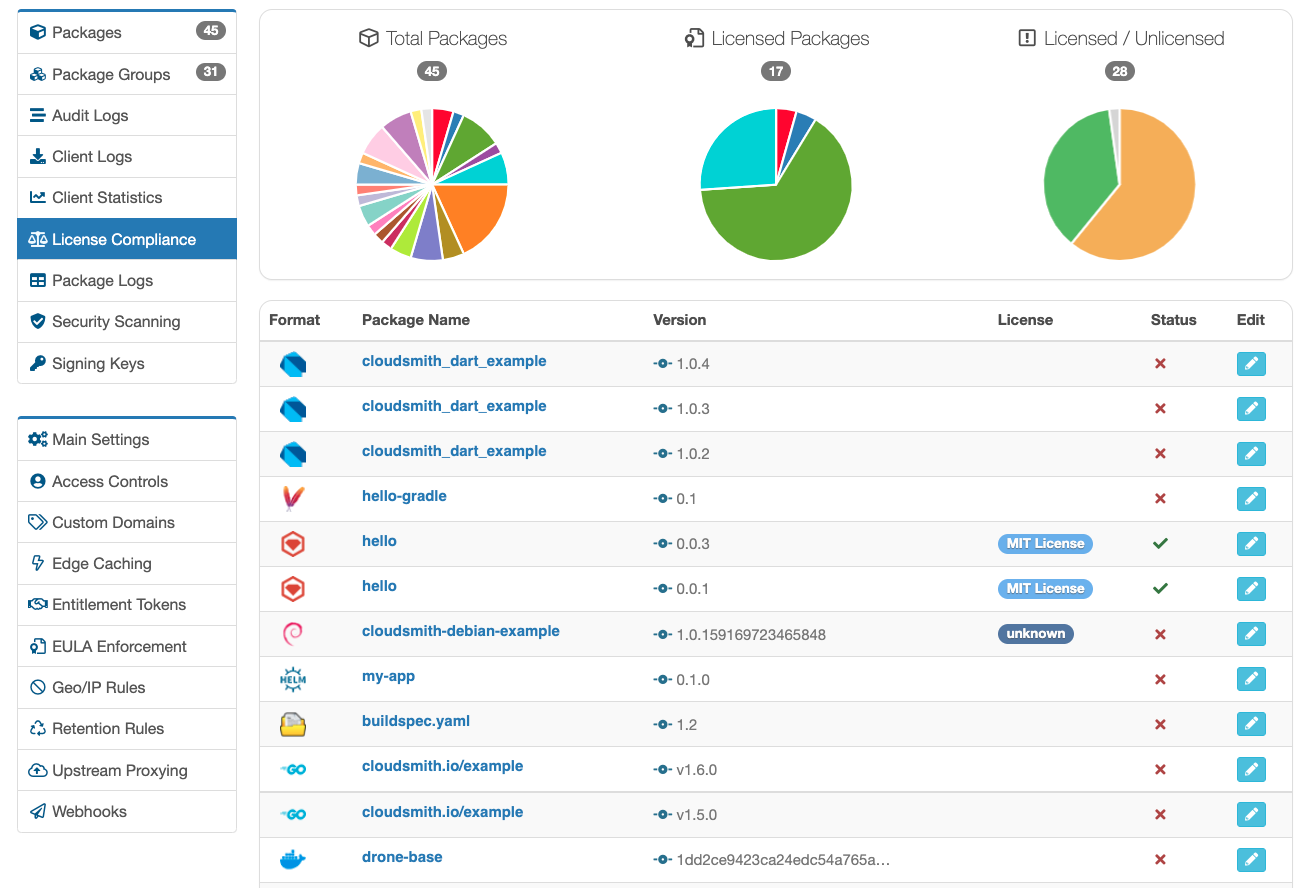 Packages 45
Package Groups 31
Audit Logs
Client Logs
Client Statistics
License Compliance
Package Logs
Security Scanning
Signing Keys
Main Settings
Access Controls
Custom Domains
Edge Caching
Entitlement Tokens
EULA Enforcement
Geo/IP Rules
Retention Rules
Upstream Proxying
Webhooks
Total Packages Licensed Packages Licensed / Unlicensed
45 17 28
Format Package Name Version License Status Edit
cloudsmith_dart_example 1.0.4
cloudsmith_dart_example 1.0.3
cloudsmith_dart_example 1.0.2
hello-gradle 0.1
hello 0.0.3 MIT License
hello 0.0.1 MIT License
cloudsmith-debian-example 1.0.159169723465848 unknown
HELM my-app 0.1.0
buildspec.yaml 1.2
GO cloudsmith.io/example v1.6.0
GO cloudsmith.io/example v1.5.0
drone-base 1dd2ce9423ca24edc54a765a...